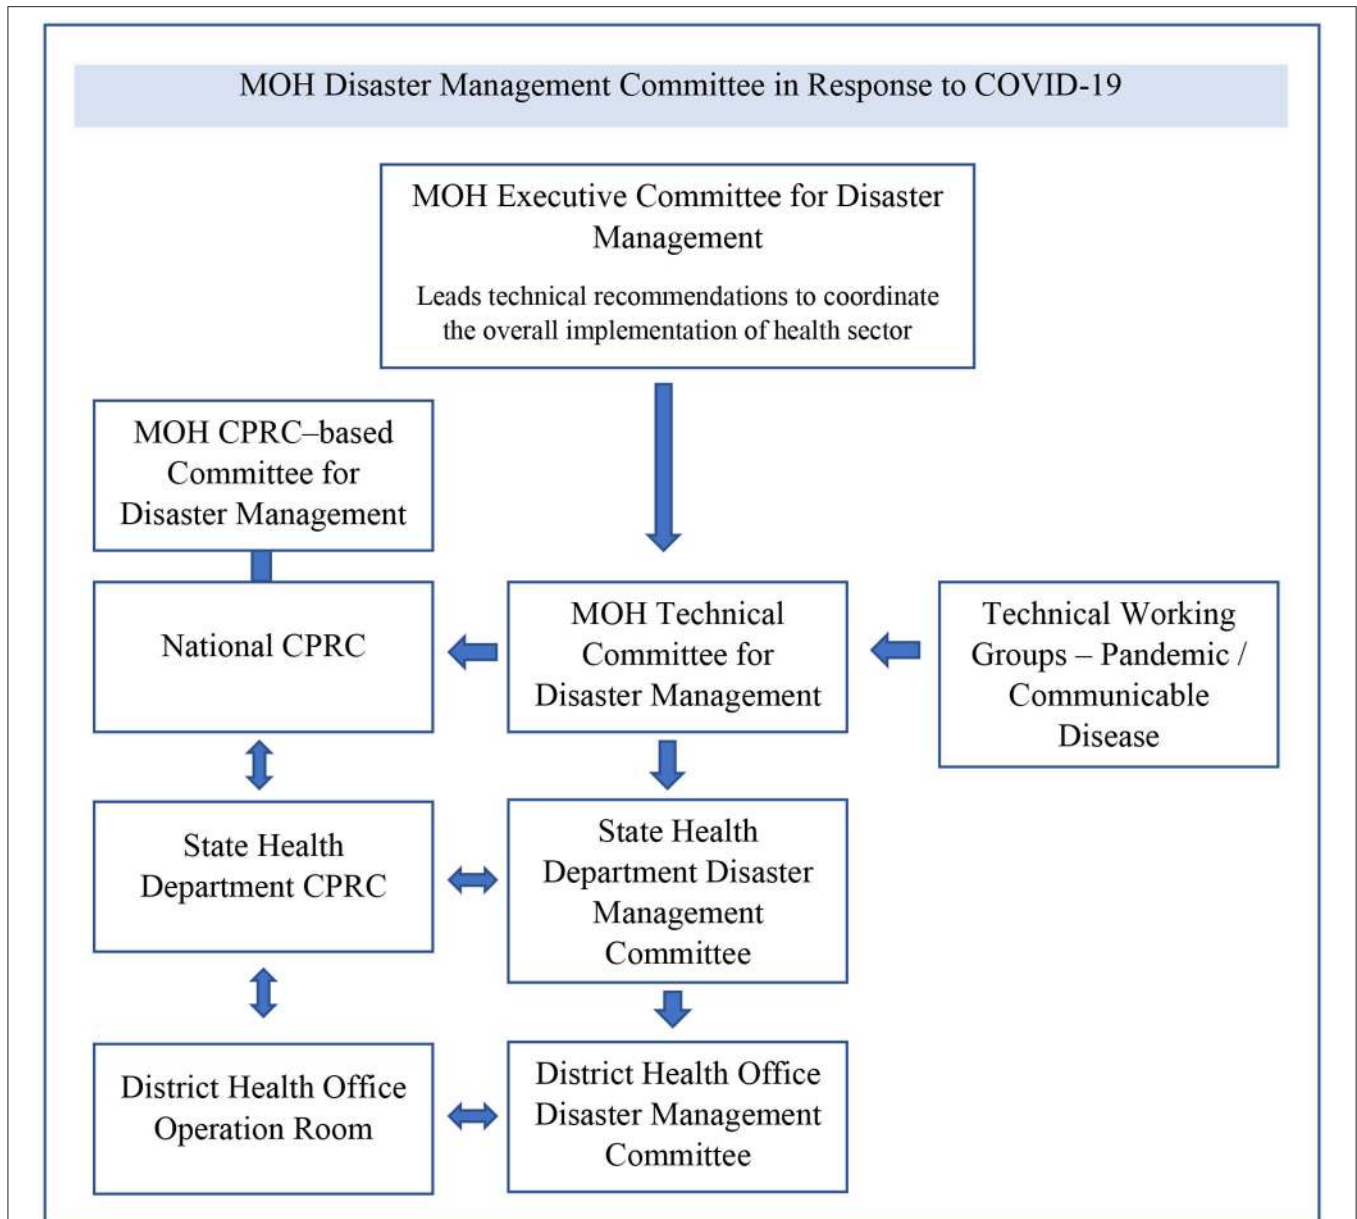 MOH Disaster Management Committee in Response to COVID-19
MOH Executive Committee for Disaster
Management
Leads technical recommendations to coordinate
the overall implementation of health sector
MOH CPRC–based
Committee for
Disaster Management
National CPRC
MOH Technical
Committee for
Disaster Management
Technical Working
Groups – Pandemic /
Communicable
Disease
State Health
Department CPRC
State Health
Department Disaster
Management
Committee
District Health Office
Operation Room
District Health Office
Disaster Management
Committee